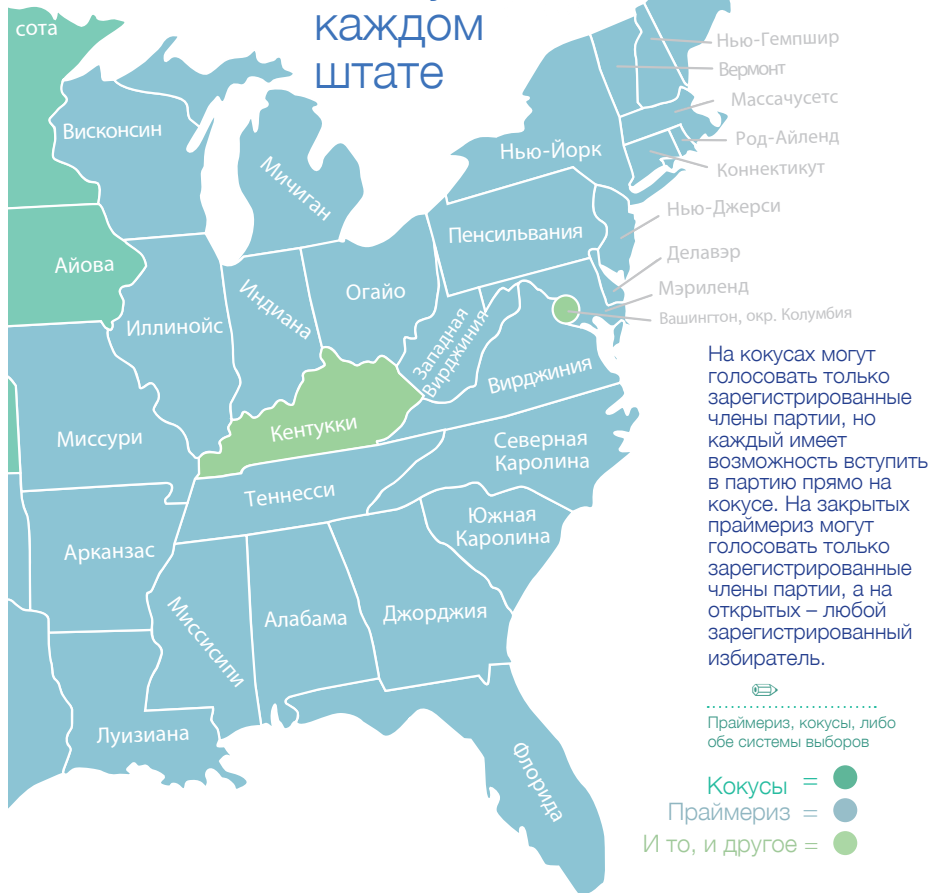 каждом
штате
сота
Висконсин
Мичиган
Нью-Йорк
Нью-Гемпшир
Вермонт
Массачусетс
Род-Айленд
Коннектикут
Нью-Джерси
Пенсильвания
Делавэр
Мэриленд
Вашингтон, окр. Колумбия
Айова
Иллинойс
Индиана
Огайо
Западная
Вирджиния
Вирджиния
Миссури
Кентукки
Северная
Каролина
Теннесси
Южная
Каролина
Арканзас
Миссисипи
Алабама
Джорджия
Луизиана
Флорида
На кокусах могут
голосовать только
зарегистрированные
члены партии, но
каждый имеет
возможность вступить
в партию прямо на
кокусе. На закрытых
праймериз могут
голосовать только
зарегистрированные
члены партии, а на
открытых – любой
зарегистрированный
избиратель.
Праймериз, кокусы, либо
обе системы выборов
Кокусы =
Праймериз =
И то, и другое =